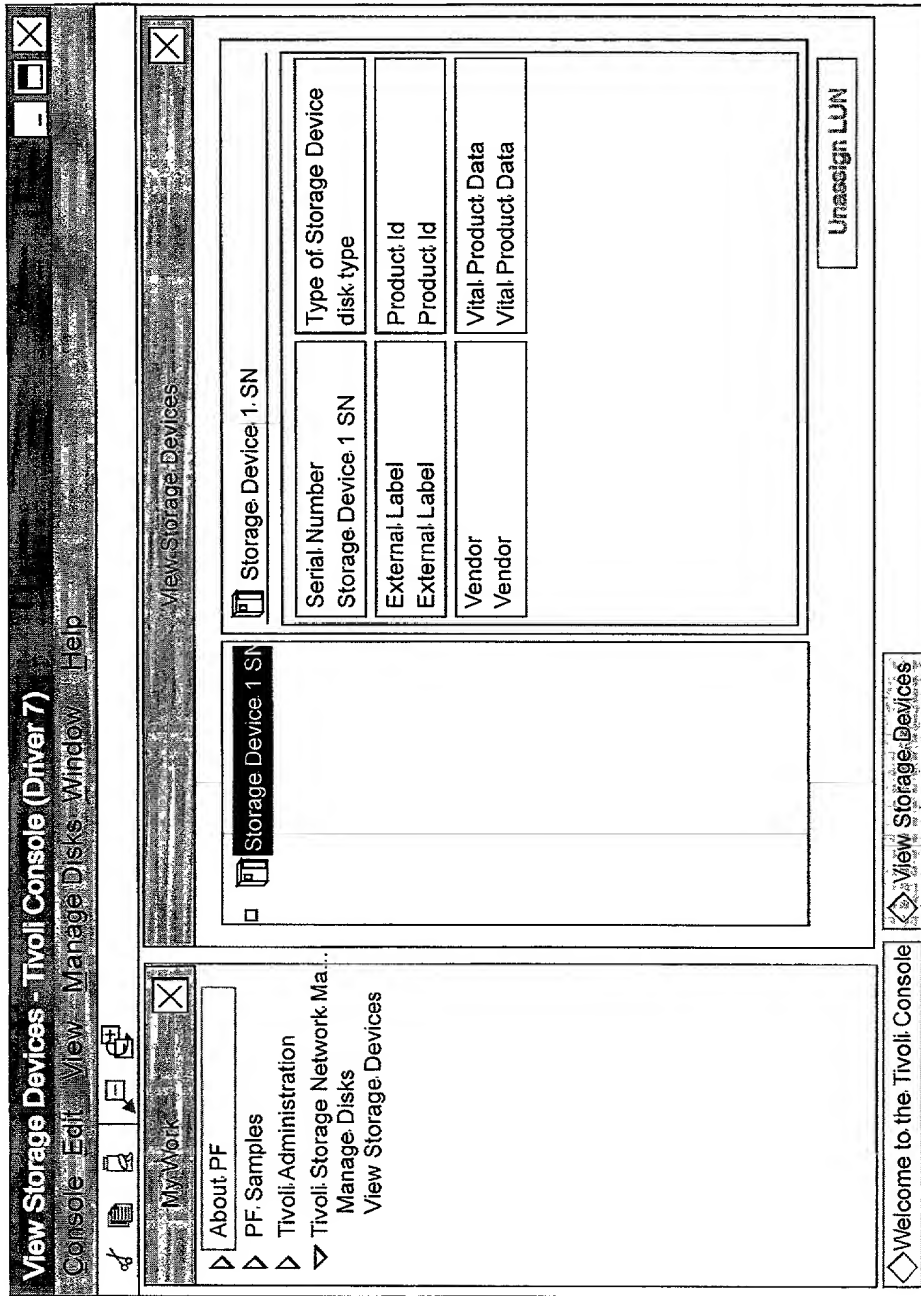 View Storage Devices - Tivoli Console (Driver 7)
Console Edit View Manage Disks Window Help
My Work
About PF
PF Samples
Tivoli Administration
Tivoli Storage Network Ma...
Manage Disks
View Storage Devices
View Storage Devices
Storage Device 1 SN
Storage Device 1 SN
Serial Number
Storage Device 1 SN
Type of Storage Device
disk type
External Label
External Label
Product Id
Product Id
Vendor
Vendor
Vital Product Data
Vital Product Data
Unassign LUN
Welcome to the Tivoli Console
View Storage Devices